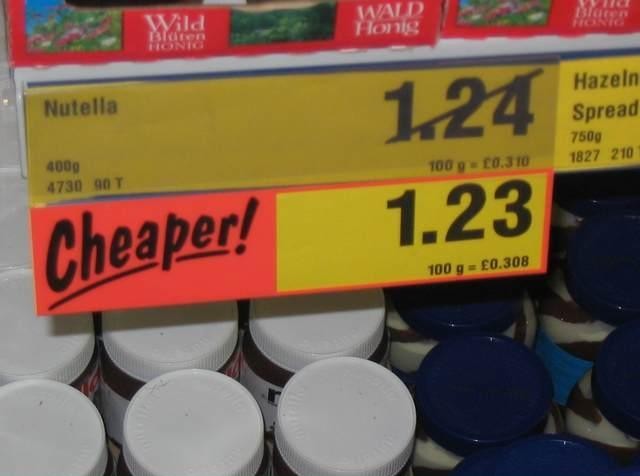 Wild
Blüten
HONIG
WALD
Honig
Wild
Blüten
HONIG
Nutella
1.24
400g
100 g = £0.310
4730 90 T
Hazeln
Spread
750g
1827 210
Cheaper!
1.23
100 g = £0.308